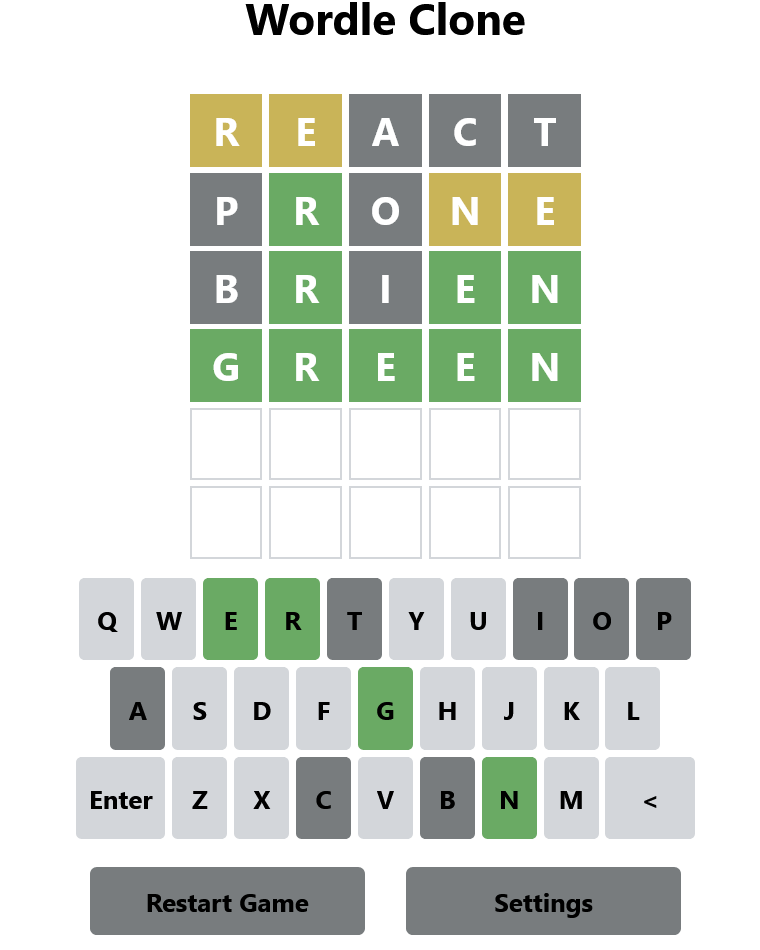 Wordle Clone
R E A C T
P R O N E
B R I E N
G R E E N
Q W E R T Y U I O P
A S D F G H J K L
Enter Z X C V B N M <
Restart Game Settings